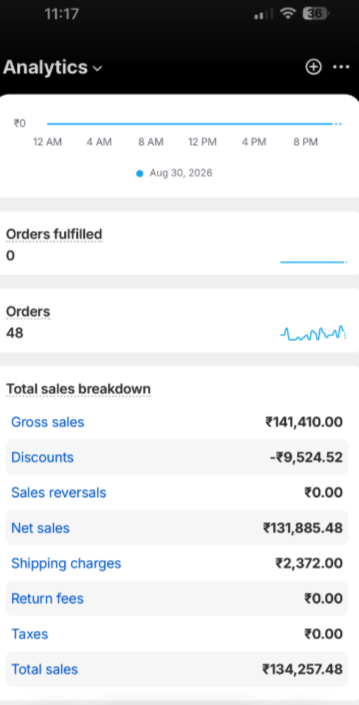 11:17
36
Analytics
₹0
12 AM 4 AM 8 AM 12 PM 4 PM 8 PM
Aug 30, 2026
Orders fulfilled
0
Orders
48
Total sales breakdown
Gross sales ₹141,410.00
Discounts -₹9,524.52
Sales reversals ₹0.00
Net sales ₹131,885.48
Shipping charges ₹2,372.00
Return fees ₹0.00
Taxes ₹0.00
Total sales ₹134,257.48